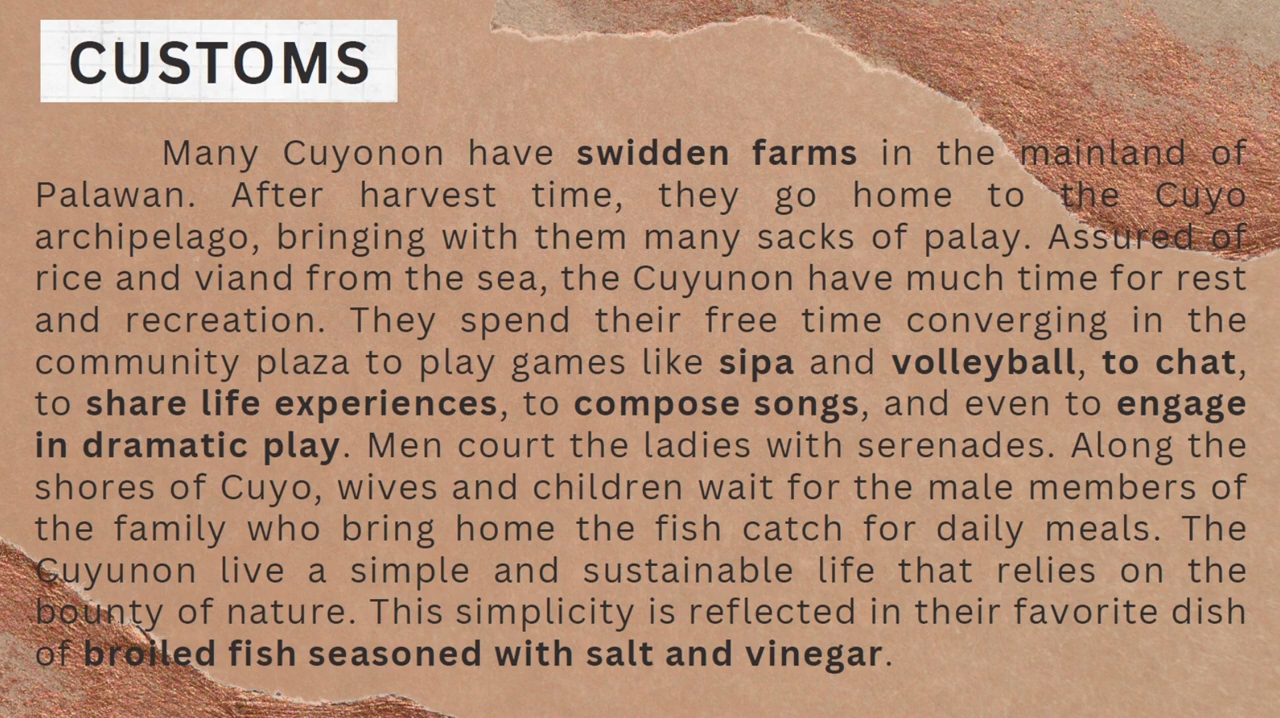 CUSTOMS
Many Cuyonon have swidden farms in the mainland of
Palawan. After harvest time, they go home to the Cuyo
archipelago, bringing with them many sacks of palay. Assured of
rice and viand from the sea, the Cuyunon have much time for rest
and recreation. They spend their free time converging in the
community plaza to play games like sipa and volleyball, to chat,
to share life experiences, to compose songs, and even to engage
in dramatic play. Men court the ladies with serenades. Along the
shores of Cuyo, wives and children wait for the male members of
the family who bring home the fish catch for daily meals. The
Cuyunon live a simple and sustainable life that relies on the
bounty of nature. This simplicity is reflected in their favorite dish
of broiled fish seasoned with salt and vinegar.